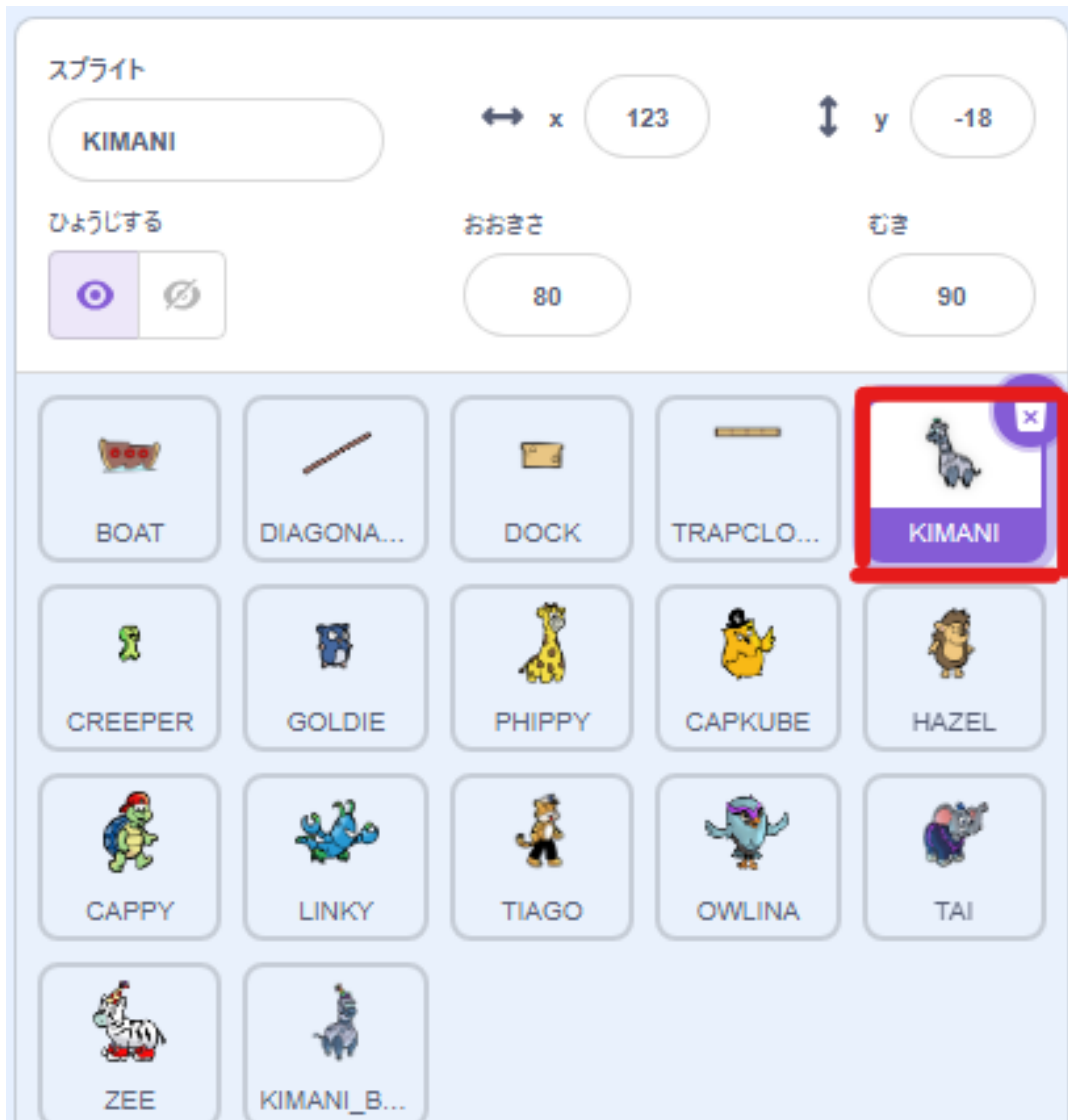 スプライト
KIMANI
x 123
y -18
ひょうじする
おおきさ
むき
80
90
BOAT
DIAGONA...
DOCK
TRAPCLO...
KIMANI
CREEPER
GOLDIE
PHIPPY
CAPKUBE
HAZEL
CAPPY
LINKY
TIAGO
OWLINA
TAI
ZEE
KIMANI_B...